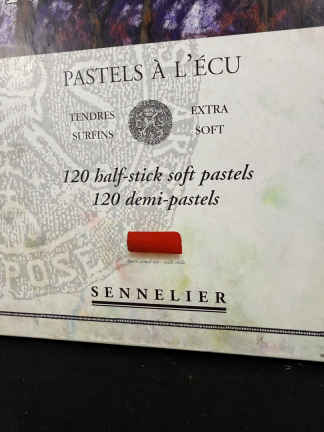 PASTELS À L'ÉCU
TENDRES
SURFINS
EXTRA
SOFT
120 half-stick soft pastels
120 demi-pastels
SENNELIER